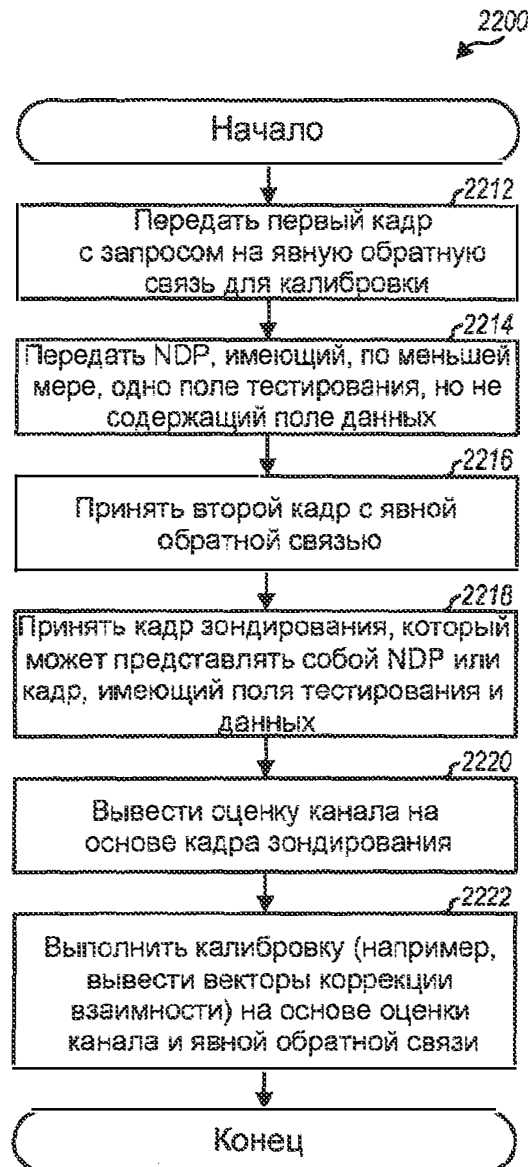 2200
Начало
2212
Передать первый кадр
с запросом на явную обратную
связь для калибровки
2214
Передать NDP, имеющий, по меньшей
мере, одно поле тестирования, но не
содержащий поле данных
2216
Принять второй кадр с явной
обратной связью
2218
Принять кадр зондирования, который
может представлять собой NDP или
кадр, имеющий поля тестирования и
данных
2220
Вывести оценку канала на
основе кадра зондирования
2222
Выполнить калибровку (например,
вывести векторы коррекции
взаимности) на основе оценки
канала и явной обратной связи
Конец